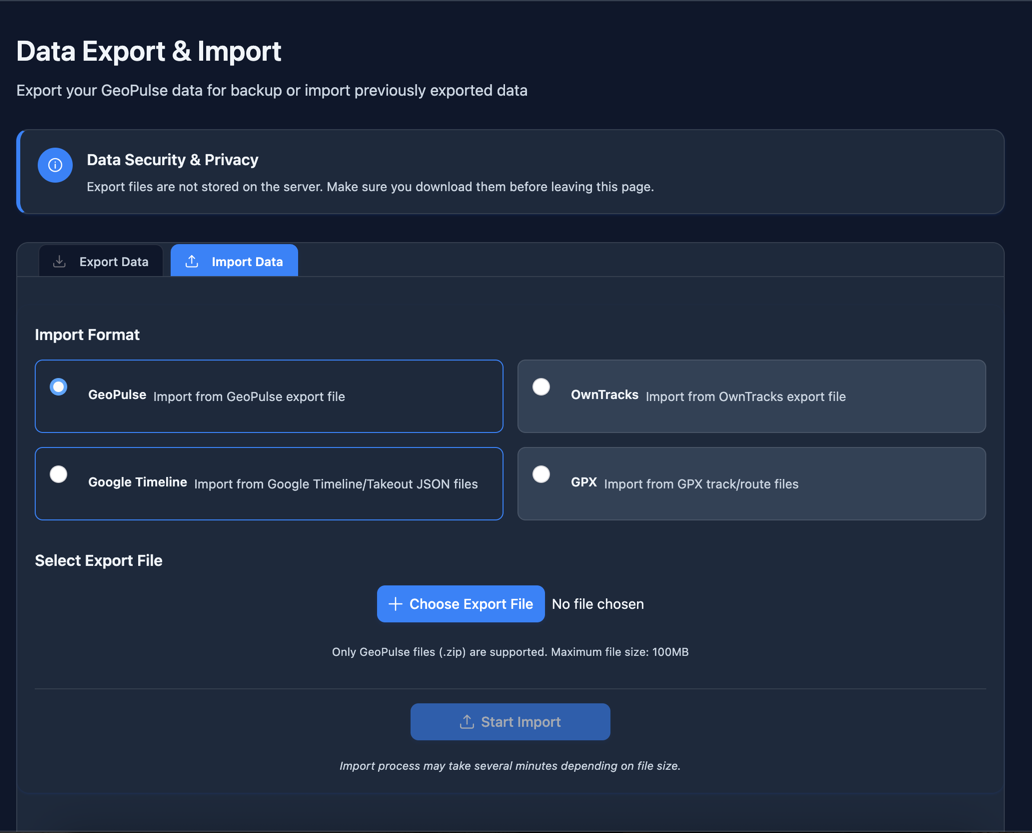 Data Export & Import
Export your GeoPulse data for backup or import previously exported data
Data Security & Privacy
Export files are not stored on the server. Make sure you download them before leaving this page.
Export Data
Import Data
Import Format
GeoPulse Import from GeoPulse export file
OwnTracks Import from OwnTracks export file
Google Timeline Import from Google Timeline/Takeout JSON files
GPX Import from GPX track/route files
Select Export File
Choose Export File No file chosen
Only GeoPulse files (.zip) are supported. Maximum file size: 100MB
Start Import
Import process may take several minutes depending on file size.